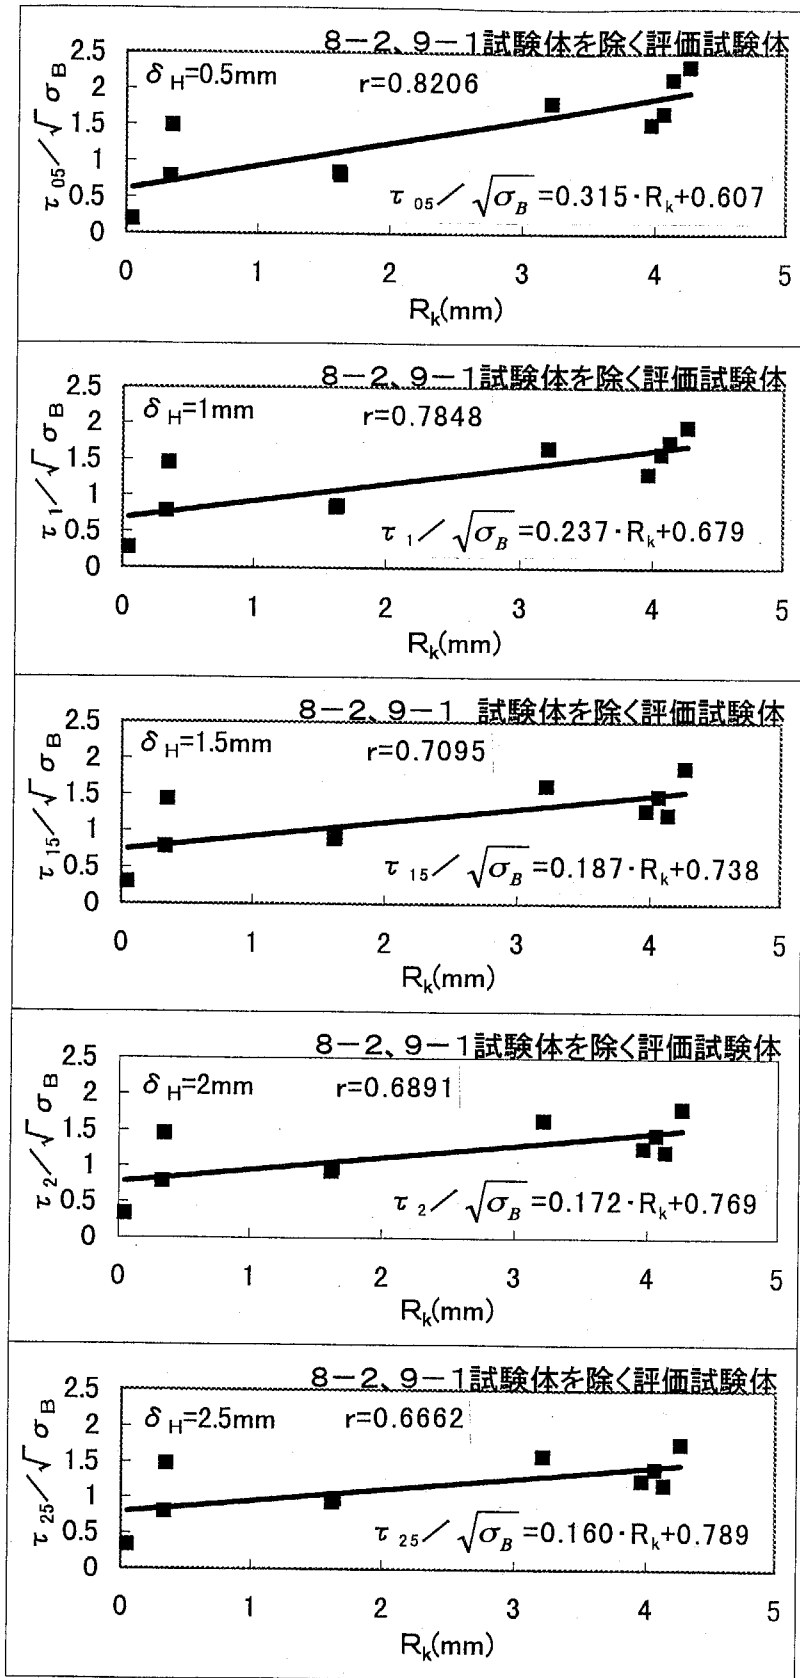 8-2、9-1試験体を除く評価試験体
τ05/√σB
2.5
2
1.5
1
0.5
0
δH=0.5mm
r=0.8206
τ05/√σB=0.315・Rk+0.607
0 1 2 3 4 5
Rk(mm)
8-2、9-1試験体を除く評価試験体
τ1/√σB
2.5
2
1.5
1
0.5
0
δH=1mm
r=0.7848
τ1/√σB=0.237・Rk+0.679
0 1 2 3 4 5
Rk(mm)
8-2、9-1 試験体を除く評価試験体
τ15/√σB
2.5
2
1.5
1
0.5
0
δH=1.5mm
r=0.7095
τ15/√σB=0.187・Rk+0.738
0 1 2 3 4 5
Rk(mm)
8-2、9-1試験体を除く評価試験体
τ2/√σB
2.5
2
1.5
1
0.5
0
δH=2mm
r=0.6891
τ2/√σB=0.172・Rk+0.769
0 1 2 3 4 5
Rk(mm)
8-2、9-1試験体を除く評価試験体
τ25/√σB
2.5
2
1.5
1
0.5
0
δH=2.5mm
r=0.6662
τ25/√σB=0.160・Rk+0.789
0 1 2 3 4 5
Rk(mm)